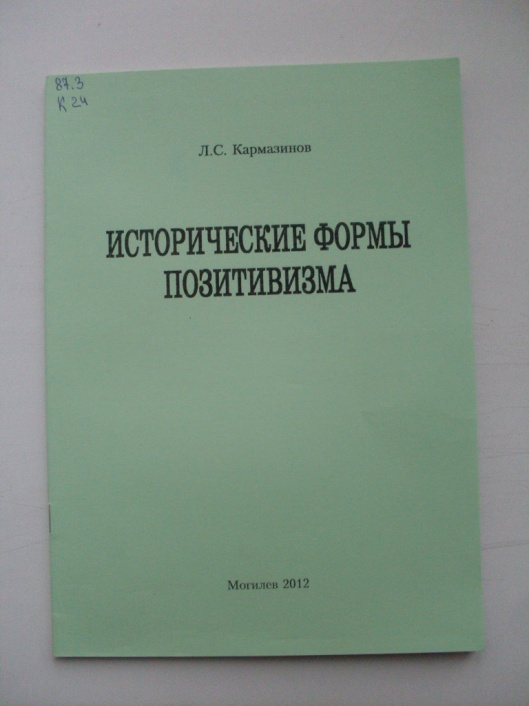 87.3
К 24
Л.С. Кармазинов
ИСТОРИЧЕСКИЕ ФОРМЫ
ПОЗИТИВИЗМА
Могилев 2012